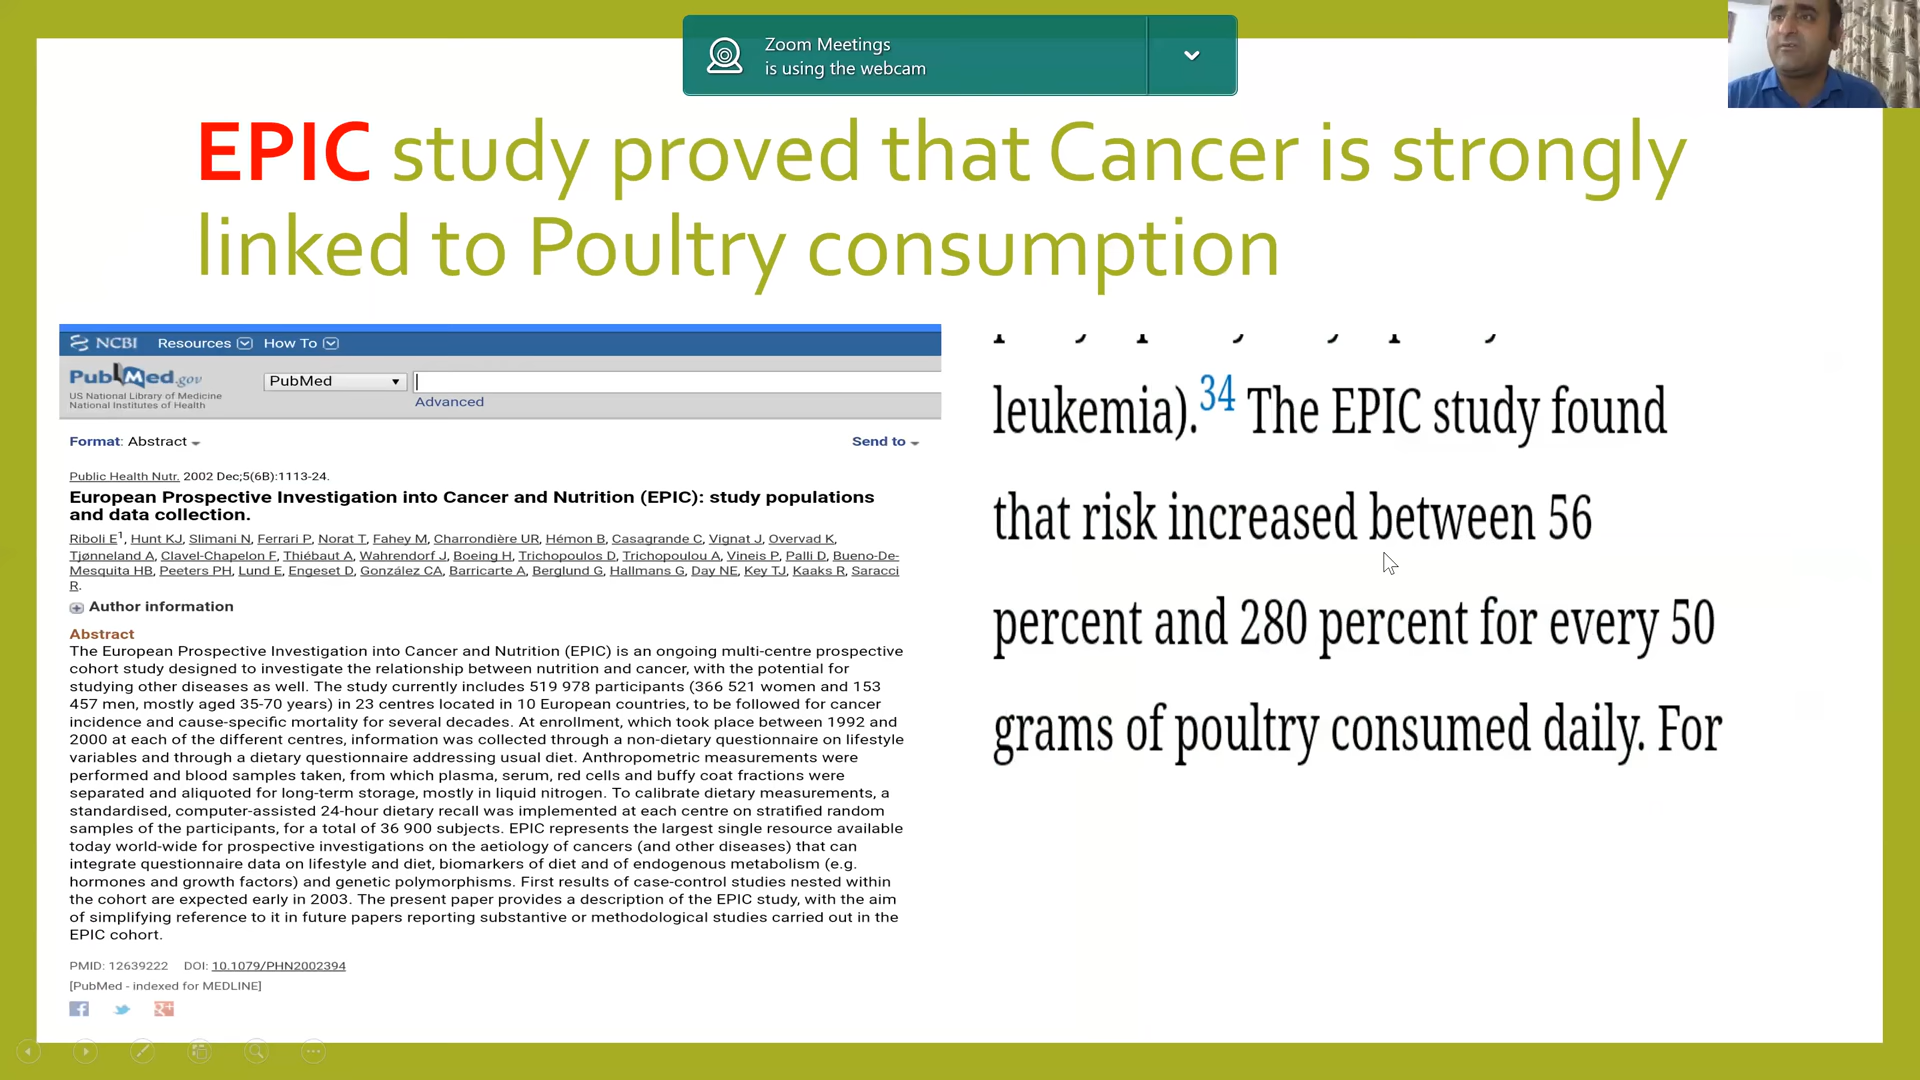 Zoom Meetings
is using the webcam
EPIC study proved that Cancer is strongly
linked to Poultry consumption
NCBI Resources How To
PubMed.gov
US National Library of Medicine
National Institutes of Health
PubMed
Advanced
Format: Abstract
Send to
Public Health Nutr. 2002 Dec;5(6B):1113-24.
European Prospective Investigation into Cancer and Nutrition (EPIC): study populations
and data collection.
Riboli E1, Hunt KJ, Slimani N, Ferrari P, Norat T, Fahey M, Charrondière UR, Hémon B, Casagrande C, Vignat J, Overvad K,
Tjønneland A, Clavel-Chapelon F, Thiébaut A, Wahrendorf J, Boeing H, Trichopoulos D, Trichopoulou A, Vineis P, Palli D, Bueno-De-
Mesquita HB, Peeters PH, Lund E, Engeset D, González CA, Barricarte A, Berglund G, Hallmans G, Day NE, Key TJ, Kaaks R, Saracci
R.
Author information
Abstract
The European Prospective Investigation into Cancer and Nutrition (EPIC) is an ongoing multi-centre prospective
cohort study designed to investigate the relationship between nutrition and cancer, with the potential for
studying other diseases as well. The study currently includes 519 978 participants (366 521 women and 153
457 men, mostly aged 35-70 years) in 23 centres located in 10 European countries, to be followed for cancer
incidence and cause-specific mortality for several decades. At enrollment, which took place between 1992 and
2000 at each of the different centres, information was collected through a non-dietary questionnaire on lifestyle
variables and through a dietary questionnaire addressing usual diet. Anthropometric measurements were
performed and blood samples taken, from which plasma, serum, red cells and buffy coat fractions were
separated and aliquoted for long-term storage, mostly in liquid nitrogen. To calibrate dietary measurements, a
standardised, computer-assisted 24-hour dietary recall was implemented at each centre on stratified random
samples of the participants, for a total of 36 900 subjects. EPIC represents the largest single resource available
today world-wide for prospective investigations on the aetiology of cancers (and other diseases) that can
integrate questionnaire data on lifestyle and diet, biomarkers of diet and of endogenous metabolism (e.g.
hormones and growth factors) and genetic polymorphisms. First results of case-control studies nested within
the cohort are expected early in 2003. The present paper provides a description of the EPIC study, with the aim
of simplifying reference to it in future papers reporting substantive or methodological studies carried out in the
EPIC cohort.
PMID: 12639222 DOI: 10.1079/PHN2002394
[PubMed - indexed for MEDLINE]
leukemia).34 The EPIC study found
that risk increased between 56
percent and 280 percent for every 50
grams of poultry consumed daily. For